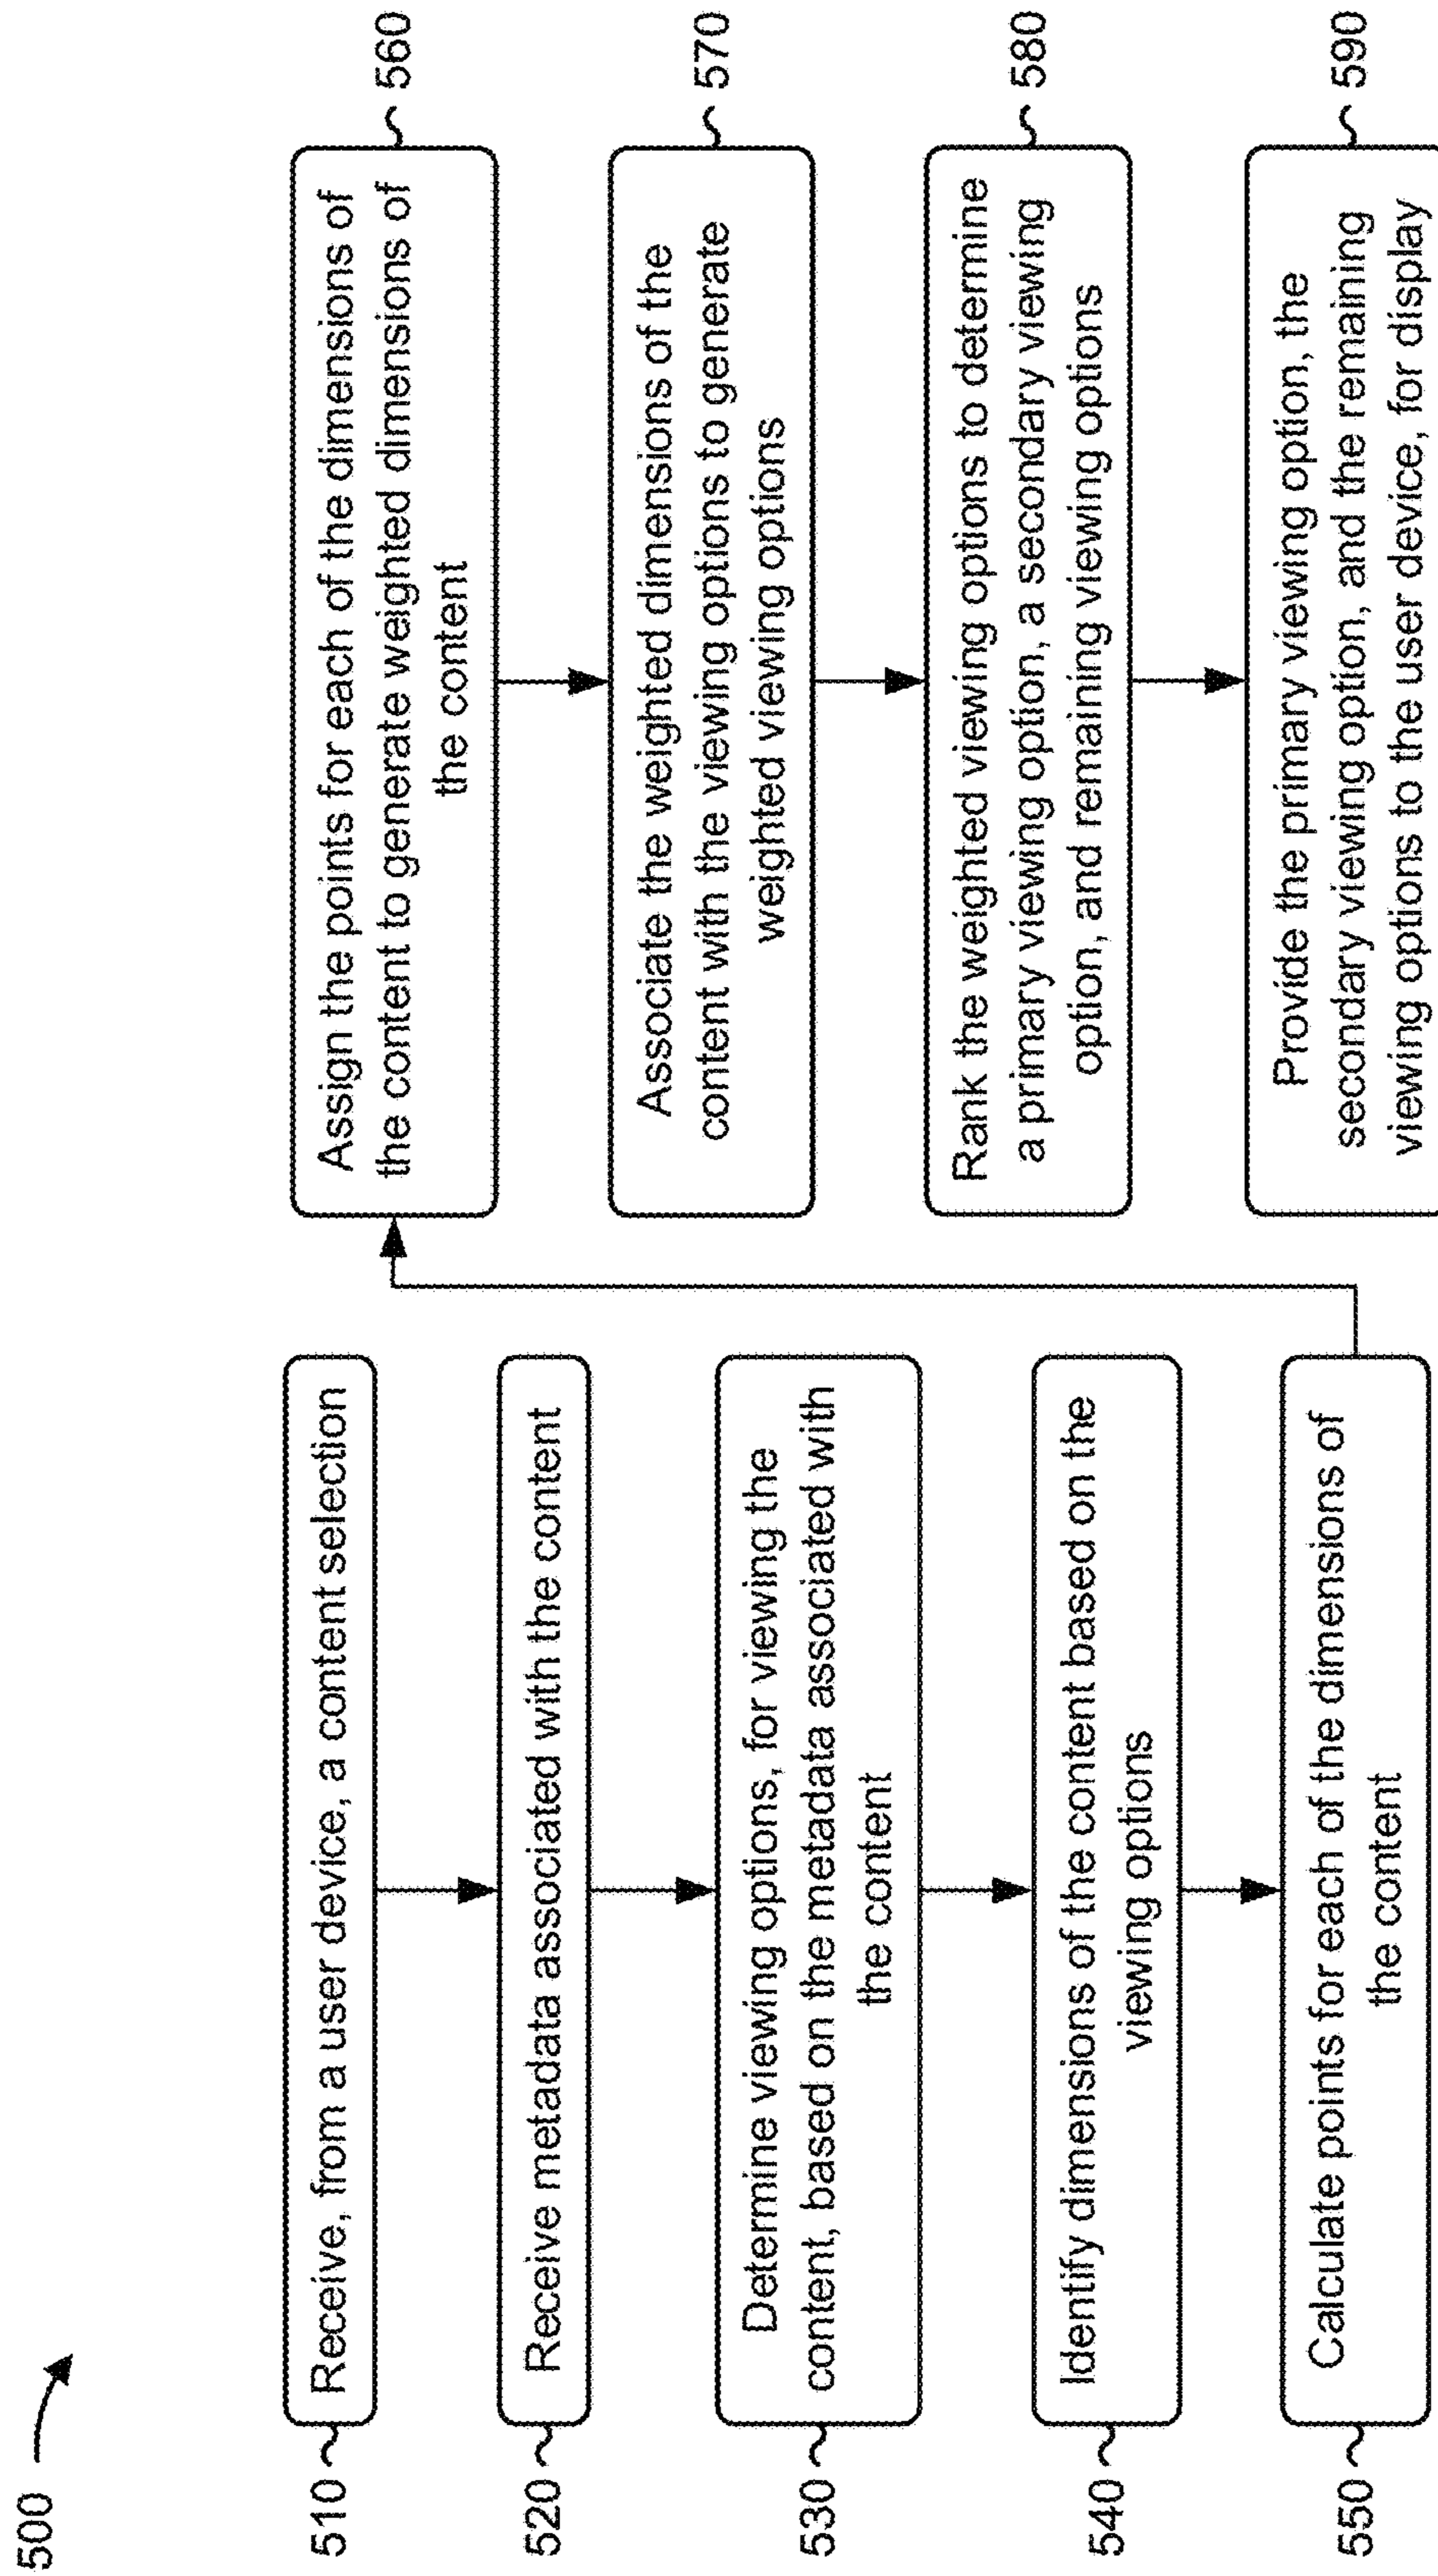 500
510
Receive, from a user device, a content selection
520
Receive metadata associated with the content
530
Determine viewing options, for viewing the
content, based on the metadata associated with
the content
540
Identify dimensions of the content based on the
viewing options
550
Calculate points for each of the dimensions of
the content
Assign the points for each of the dimensions of
the content to generate weighted dimensions of
the content
560
Associate the weighted dimensions of the
content with the viewing options to generate
weighted viewing options
570
Rank the weighted viewing options to determine
a primary viewing option, a secondary viewing
option, and remaining viewing options
580
Provide the primary viewing option, the
secondary viewing option, and the remaining
viewing options to the user device, for display
590